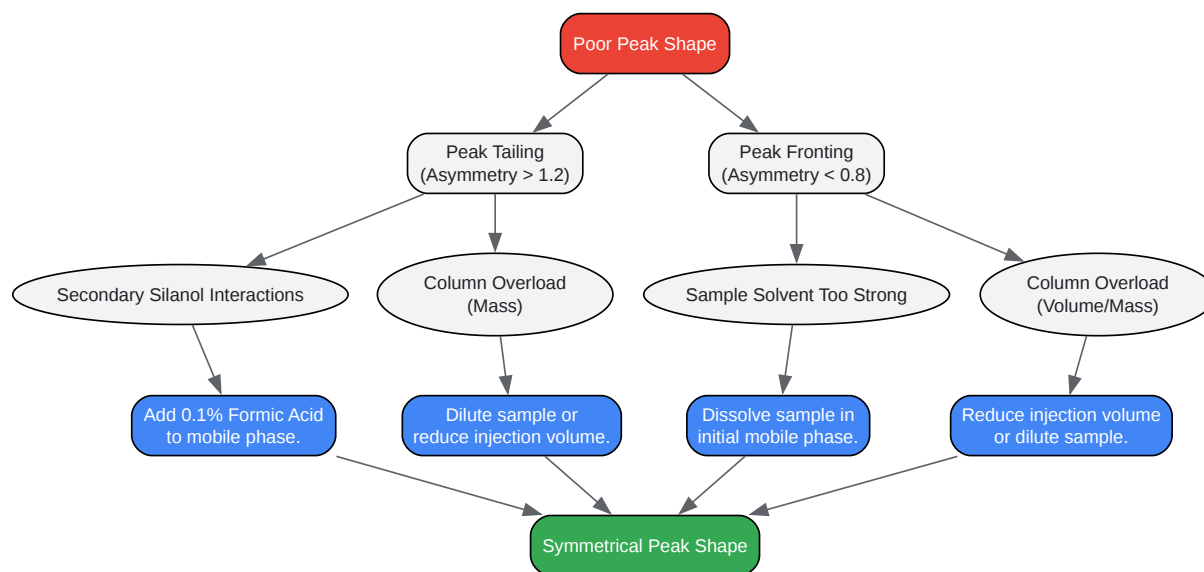 Poor Peak Shape
Peak Tailing
(Asymmetry > 1.2)
Peak Fronting
(Asymmetry < 0.8)
Secondary Silanol Interactions
Column Overload
(Mass)
Sample Solvent Too Strong
Column Overload
(Volume/Mass)
Add 0.1% Formic Acid
to mobile phase.
Dilute sample or
reduce injection volume.
Dissolve sample in
initial mobile phase.
Reduce injection volume
or dilute sample.
Symmetrical Peak Shape